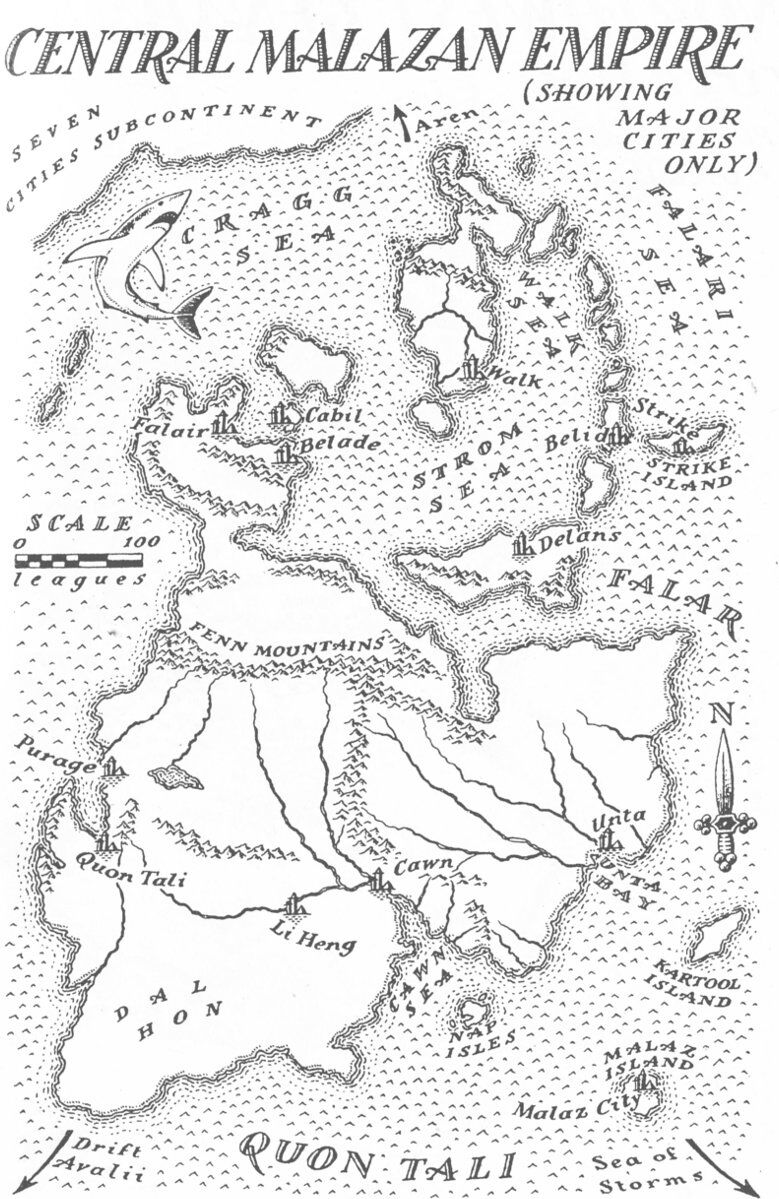 CENTRAL MALAZAN EMPIRE
(SHOWING
MAJOR
CITIES
ONLY)
SEVEN
CITIES SUBCONTINENT
Aren
CRAGG
SEA
FALARI
SEA
WALK
SEA
Walk
Falair
Cabil
Belade
STROM
SEA
Belid
Strike
STRIKE
ISLAND
SCALE
0 100
leagues
Delans
FALAR
FENN MOUNTAINS
N
Purage
Unta
UNTA
BAY
Quon Tali
Cawn
Li Heng
CAWN
SEA
KARTOOL
ISLAND
DAL
HON
NAP
ISLES
MALAZ
ISLAND
Malaz City
Drift
Avalii
QUON TALI
Sea of
Storms